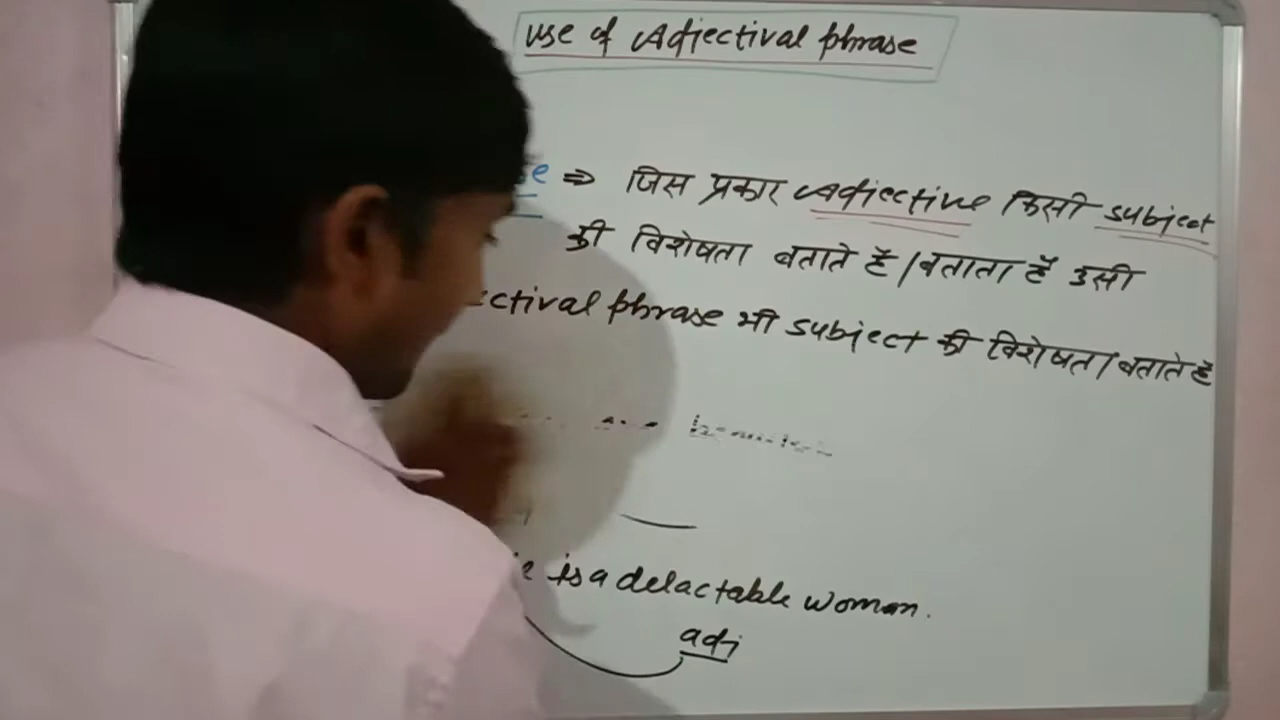 use of Adjectival phrase
⇒ जिस प्रकार Adjective किसी subject
की विशेषता बताते हैं/बताता हैं उसी
ectival phrase भी subject की विशेषता/बताते हैं
is a delactable woman.
adj